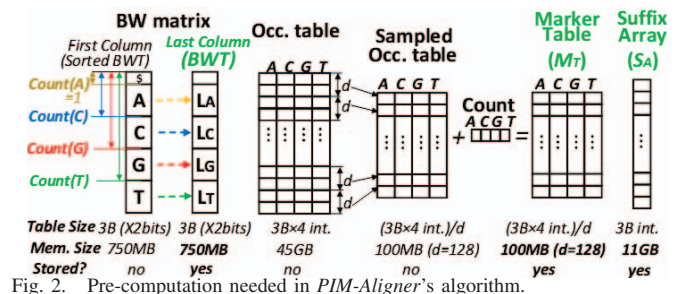 BW matrix
First Column
(Sorted BWT)
Last Column
(BWT)
Occ. table
Sampled
Occ. table
Marker
Table
(MT)
Suffix
Array
(SA)
Count(A)
=1
Count(C)
Count(G)
Count(T)
$
A
C
G
T
LA
LC
LG
LT
A C G T
d
d
d
d
A C G T
+
Count
A C G T
=
A C G T
Table Size 3B (X2bits) 3B (X2bits) 3B×4 int. (3B×4 int.)/d (3B×4 int.)/d 3B int.
Mem. Size 750MB 750MB 45GB 100MB (d=128) 100MB (d=128) 11GB
Stored? no yes no no yes yes
Fig. 2. Pre-computation needed in PIM-Aligner's algorithm.